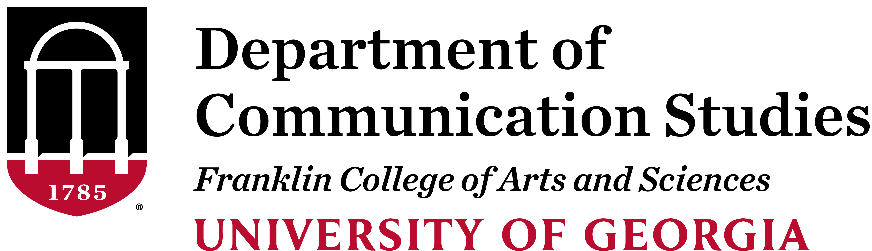 Department of
Communication Studies
Franklin College of Arts and Sciences
UNIVERSITY OF GEORGIA
1785
®